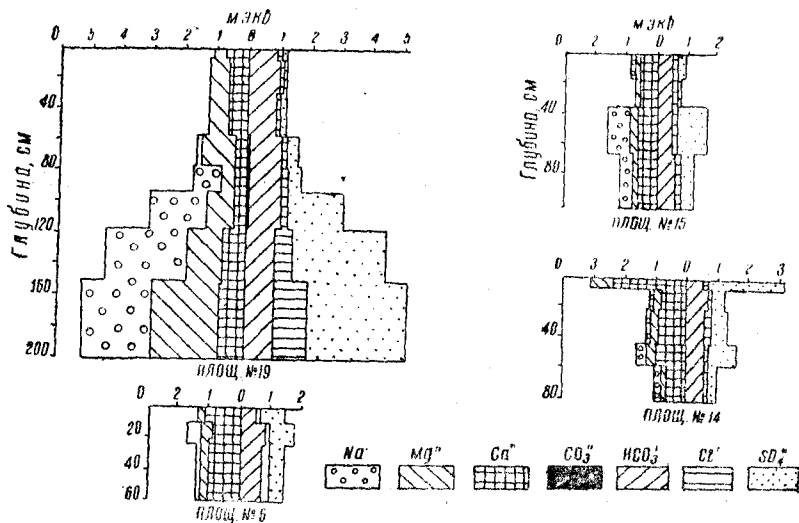 мэкв
0 5 4 3 2 1 0 1 2 3 4 5
Глубина, см
40
80
120
160
200
ПЛОЩ. №19
мэкв
0 2 1 0 1 2
Глубина, см
40
80
ПЛОЩ. №15
3 2 1 0 1 2 3
0
40
80
ПЛОЩ. №14
0 2 1 0 1 2
20
40
60
ПЛОЩ. № 6
Na˙ Mg¨ Ca¨ CO₃" HCO₃' Cl' SO₄"